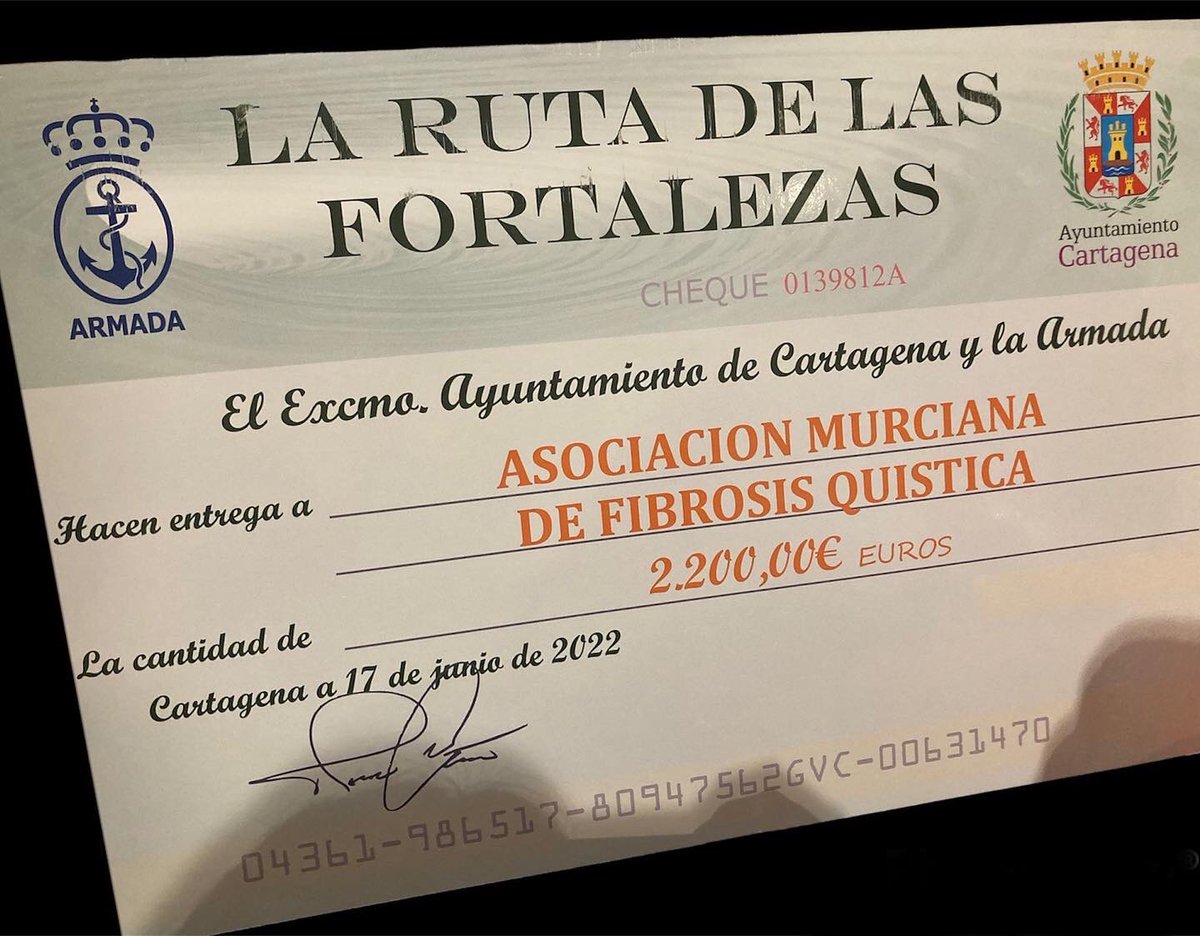 LA RUTA DE LAS
FORTALEZAS
ARMADA
Ayuntamiento
Cartagena
CHEQUE 0139812A
El Excmo. Ayuntamiento de Cartagena y la Armada
Hacen entrega a ASOCIACION MURCIANA
DE FIBROSIS QUISTICA
2.200,00€ EUROS
La cantidad de
Cartagena a 17 de junio de 2022
04361-986517-80947562GVC-00631470